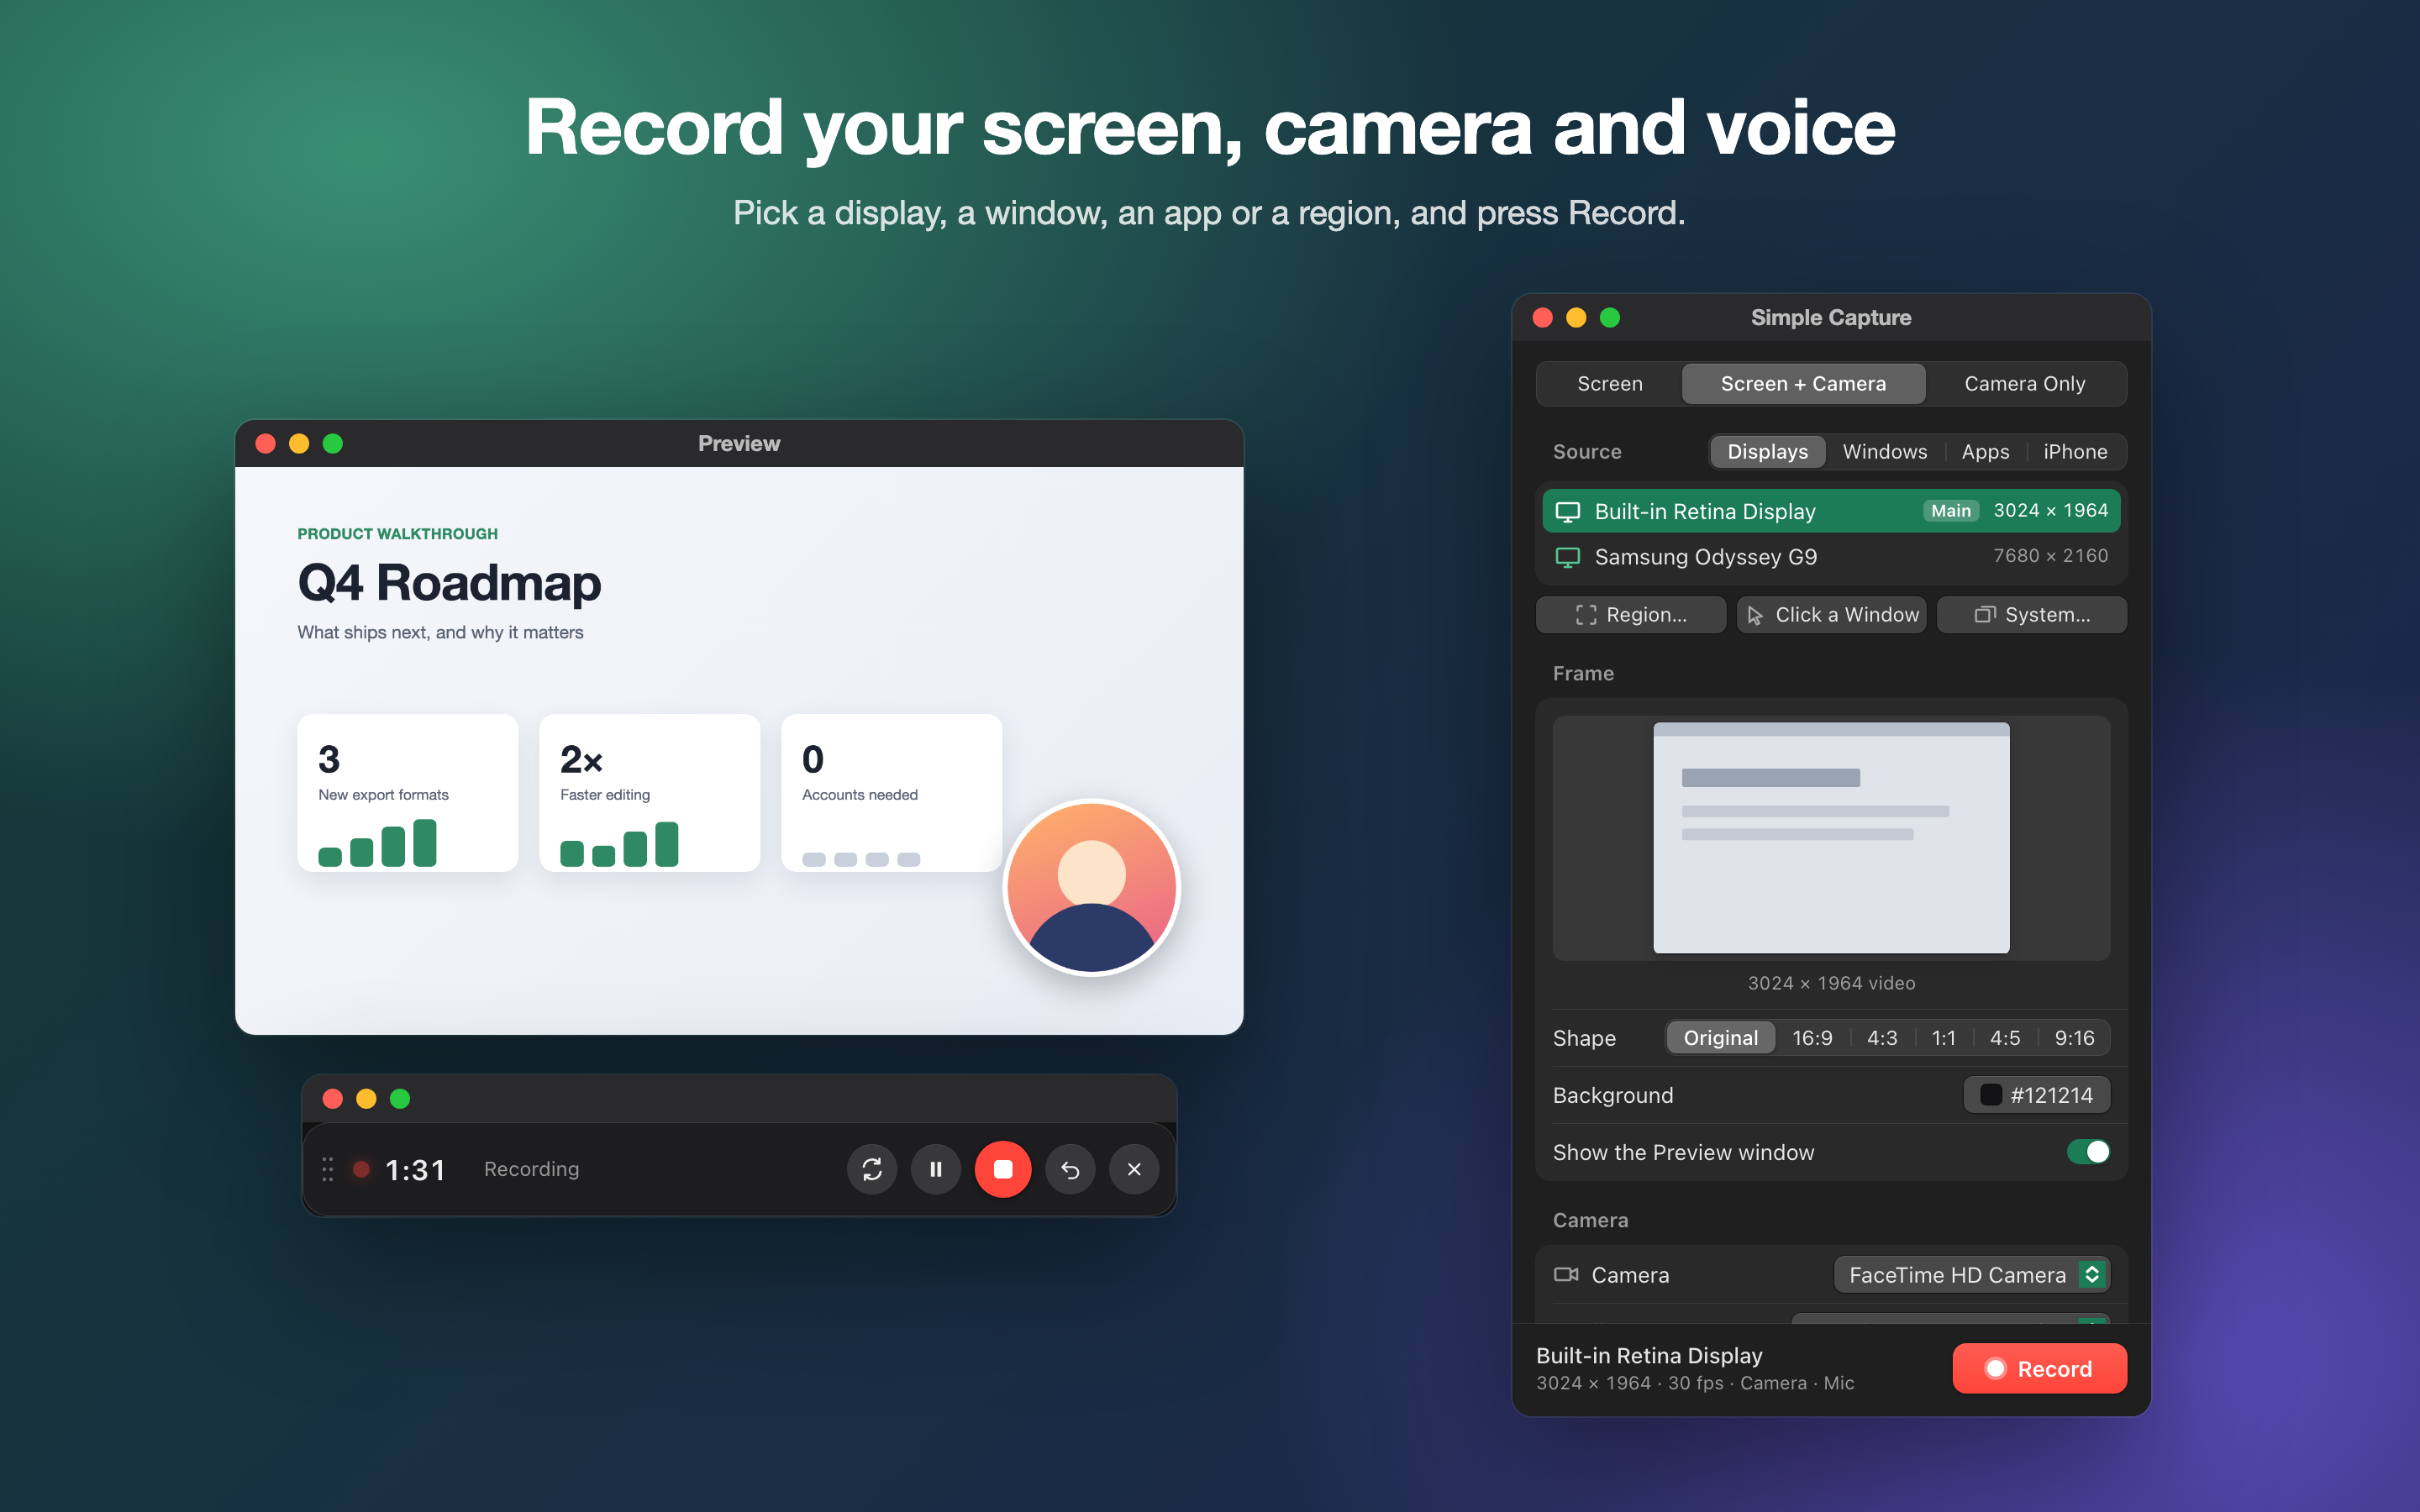 Record your screen, camera and voice
Pick a display, a window, an app or a region, and press Record.
Preview
PRODUCT WALKTHROUGH
Q4 Roadmap
What ships next, and why it matters
3
New export formats
2×
Faster editing
0
Accounts needed
1:31 Recording
Simple Capture
Screen Screen + Camera Camera Only
Source Displays Windows Apps iPhone
Built-in Retina Display Main 3024 × 1964
Samsung Odyssey G9 7680 × 2160
Region... Click a Window System...
Frame
3024 × 1964 video
Shape Original 16:9 4:3 1:1 4:5 9:16
Background #121214
Show the Preview window
Camera
Camera FaceTime HD Camera
Built-in Retina Display
3024 × 1964 · 30 fps · Camera · Mic
Record